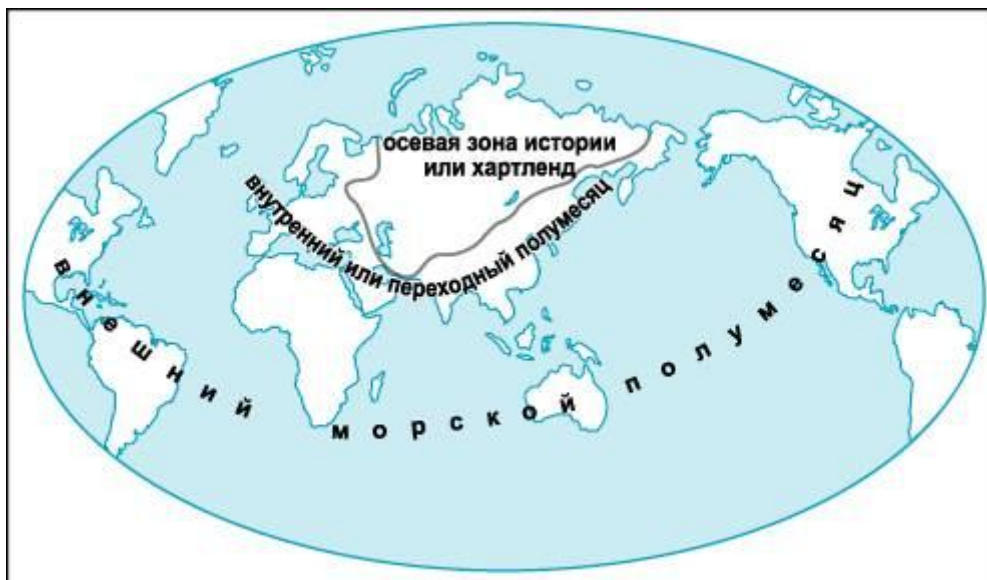 осевая зона истории
или хартленд
внутренний или переходный полумесяц
внешний морской полумесяц